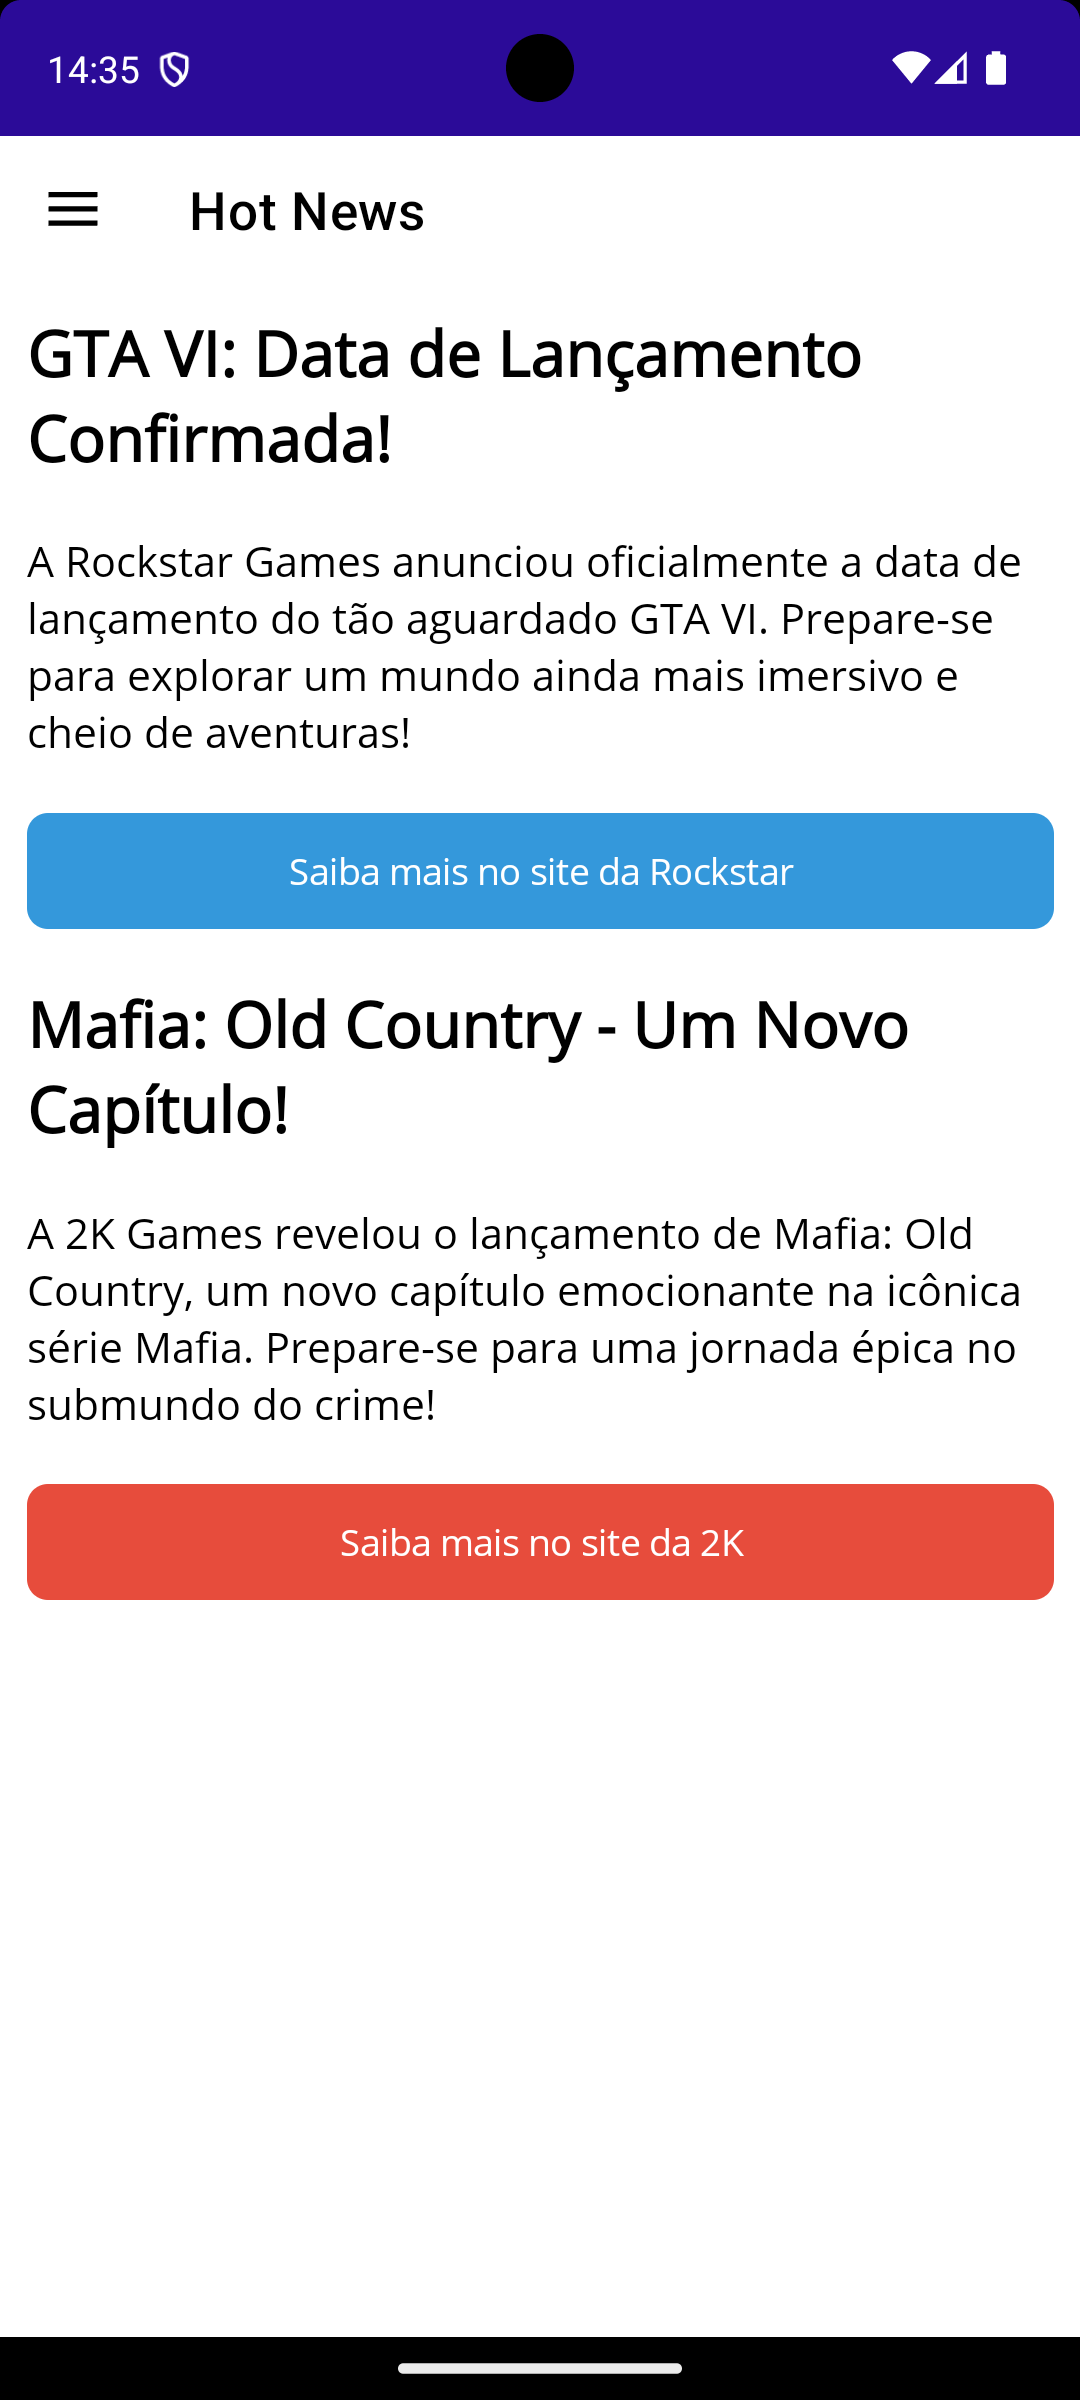 14:35
Hot News
GTA VI: Data de Lançamento
Confirmada!
A Rockstar Games anunciou oficialmente a data de
lançamento do tão aguardado GTA VI. Prepare-se
para explorar um mundo ainda mais imersivo e
cheio de aventuras!
Saiba mais no site da Rockstar
Mafia: Old Country - Um Novo
Capítulo!
A 2K Games revelou o lançamento de Mafia: Old
Country, um novo capítulo emocionante na icônica
série Mafia. Prepare-se para uma jornada épica no
submundo do crime!
Saiba mais no site da 2K